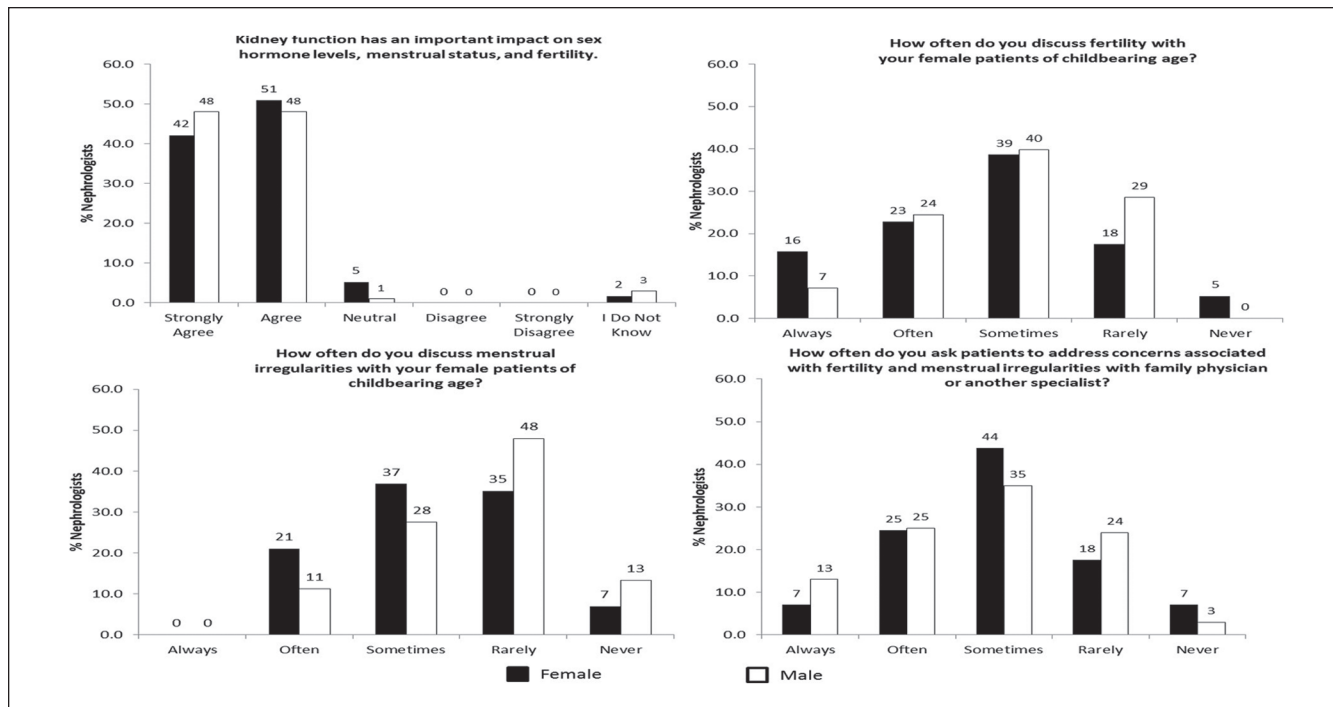 Kidney function has an important impact on sex
hormone levels, menstrual status, and fertility.
60.0
50.0
40.0
30.0
20.0
10.0
0.0
% Nephrologists
42
48
51
48
5
1
0
0
0
0
2
3
Strongly
Agree
Agree
Neutral
Disagree
Strongly
Disagree
I Do Not
Know
How often do you discuss fertility with
your female patients of childbearing age?
60.0
50.0
40.0
30.0
20.0
10.0
0.0
% Nephrologists
16
7
23
24
39
40
18
29
5
0
Always
Often
Sometimes
Rarely
Never
How often do you discuss menstrual
irregularities with your female patients of
childbearing age?
60.0
50.0
40.0
30.0
20.0
10.0
0.0
% Nephrologists
0
0
21
11
37
28
35
48
7
13
Always
Often
Sometimes
Rarely
Never
How often do you ask patients to address concerns associated
with fertility and menstrual irregularities with family physician
or another specialist?
60.0
50.0
40.0
30.0
20.0
10.0
0.0
% Nephrologists
7
13
25
25
44
35
18
24
7
3
Always
Often
Sometimes
Rarely
Never
Female
Male